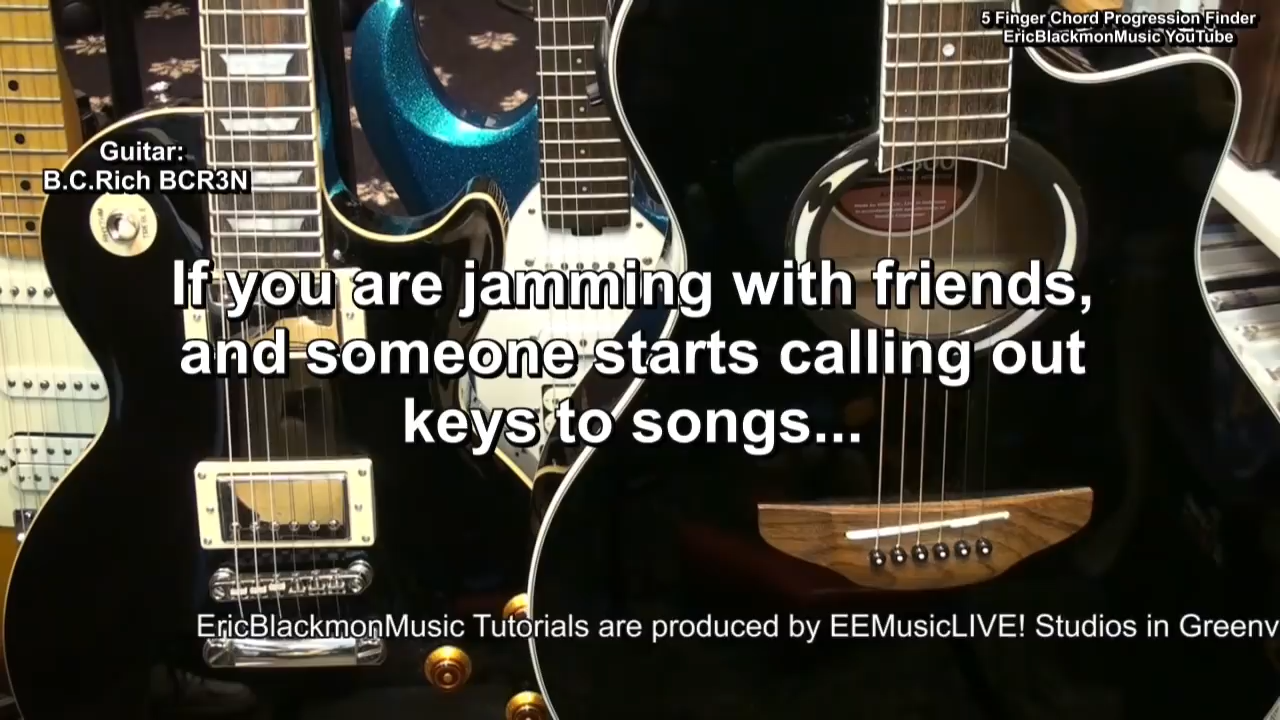 5 Finger Chord Progression Finder
EricBlackmonMusic YouTube
Guitar:
B.C.Rich BCR3N
If you are jamming with friends,
and someone starts calling out
keys to songs...
EricBlackmonMusic Tutorials are produced by EEMusicLIVE! Studios in Greenv